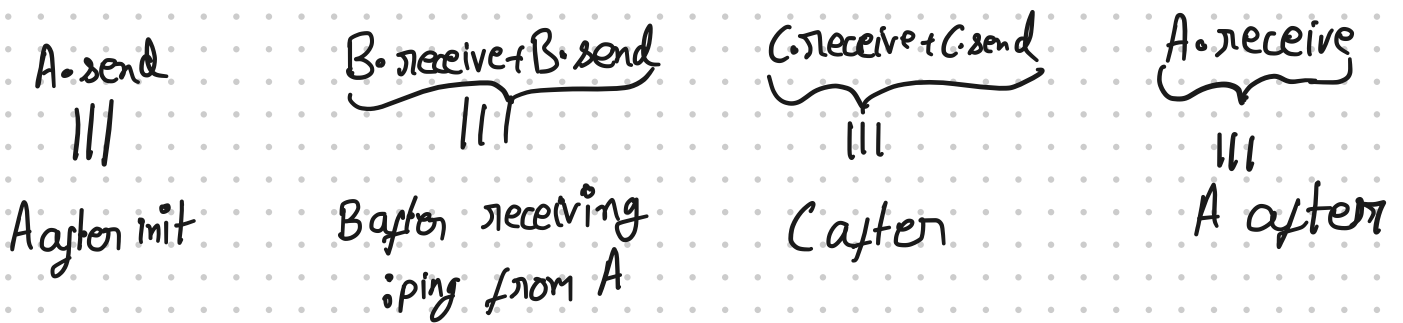 A.send
B.receive+B.send
C.receive+C.send
A.receive
A after init
B after receiving
:ping from A
C after
A after